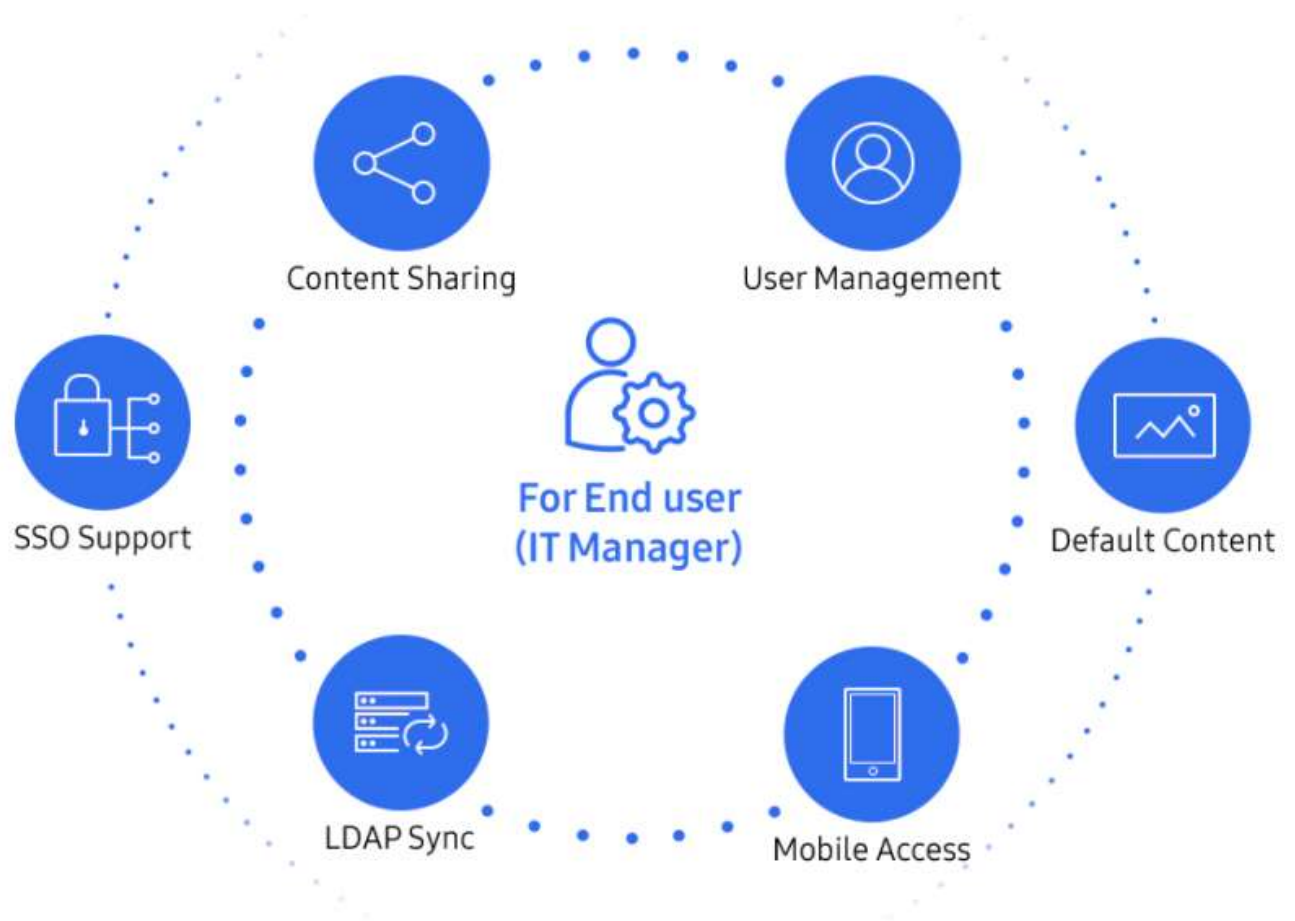 Content Sharing
User Management
SSO Support
For End user
(IT Manager)
Default Content
LDAP Sync
Mobile Access